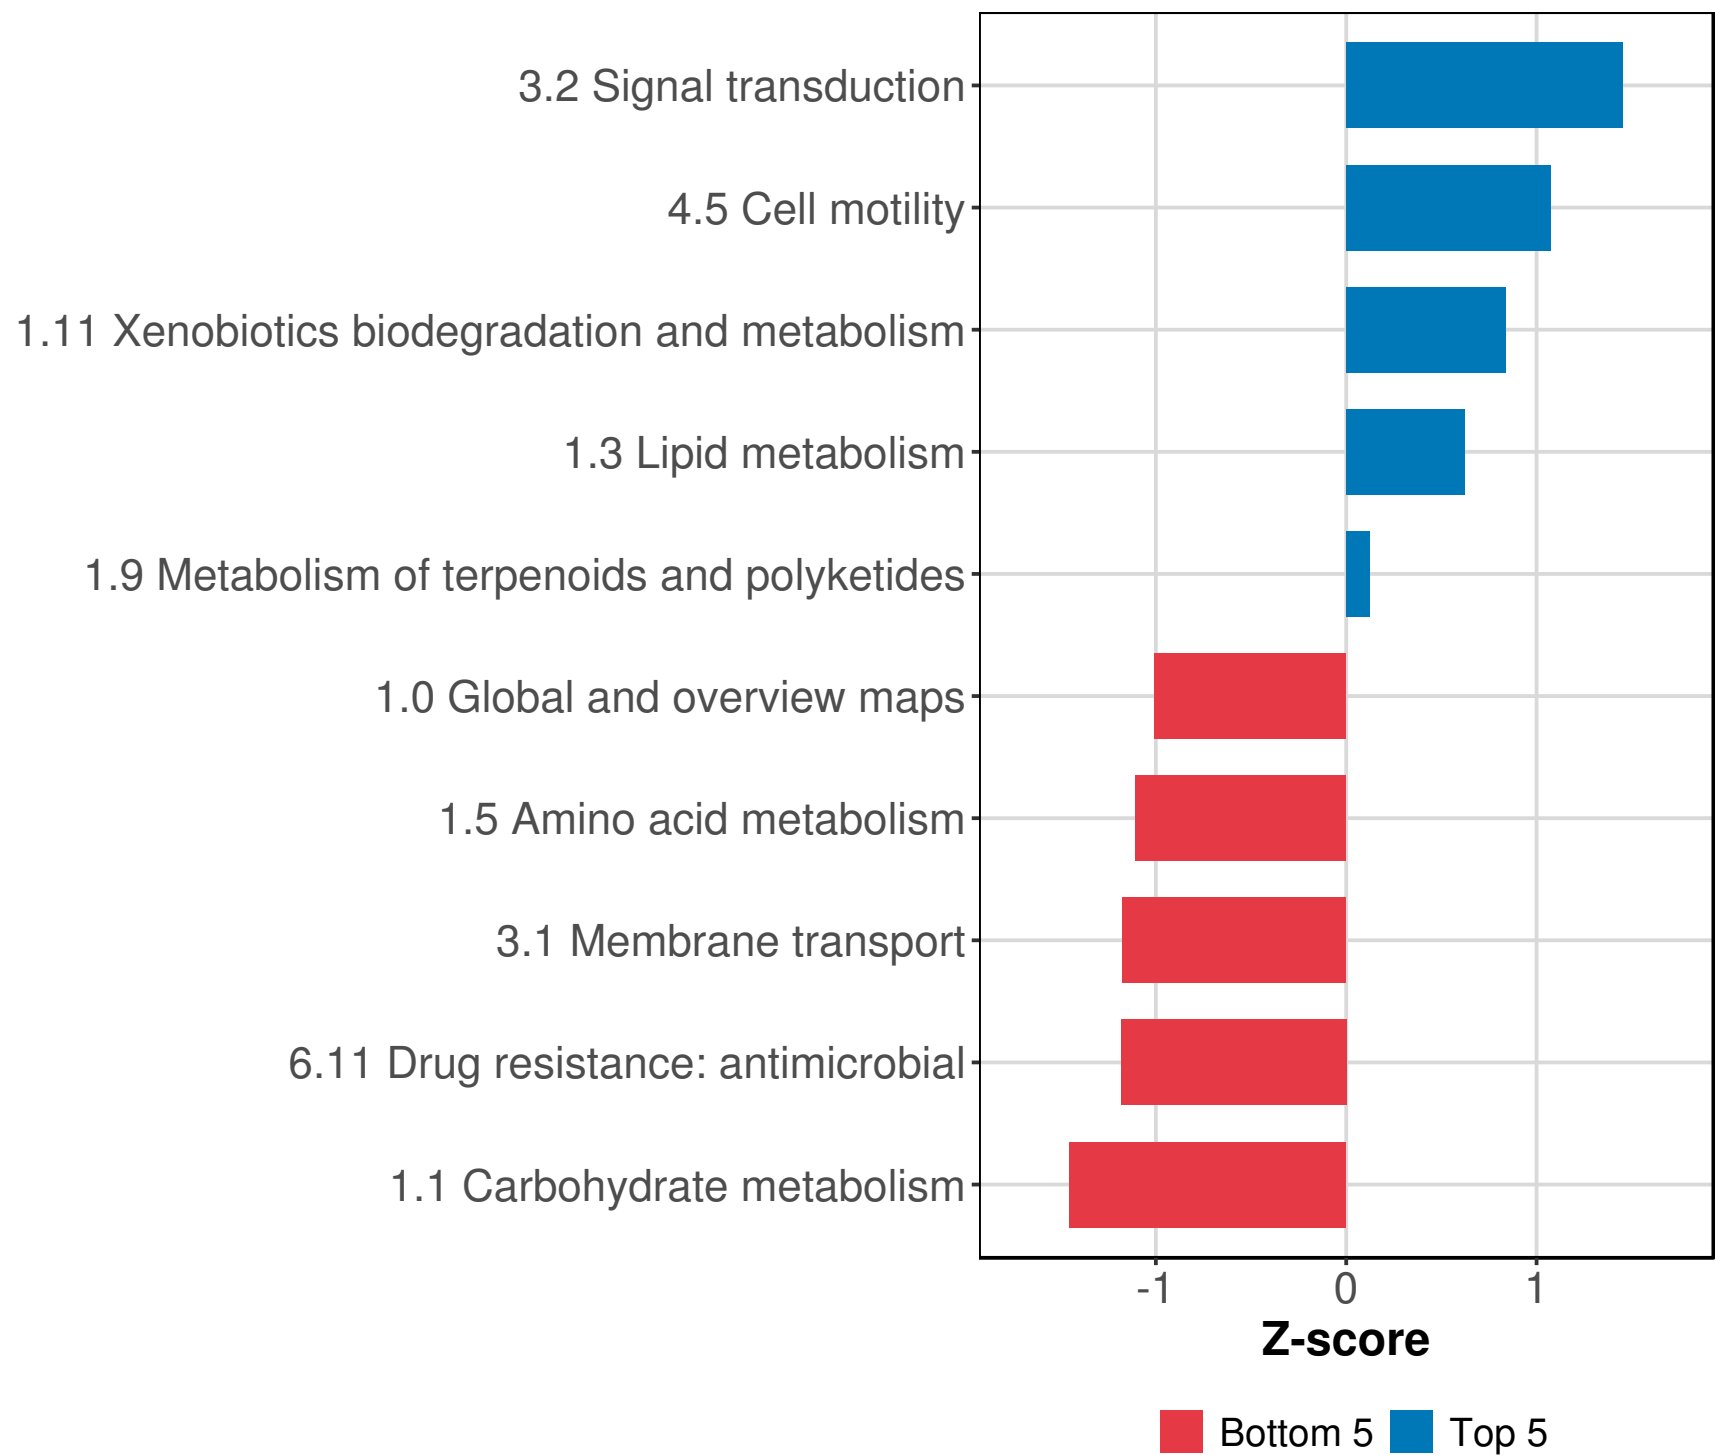 3.2 Signal transduction
4.5 Cell motility
1.11 Xenobiotics biodegradation and metabolism
1.3 Lipid metabolism
1.9 Metabolism of terpenoids and polyketides
1.0 Global and overview maps
1.5 Amino acid metabolism
3.1 Membrane transport
6.11 Drug resistance: antimicrobial
1.1 Carbohydrate metabolism
-1 0 1
Z-score
Bottom 5 Top 5